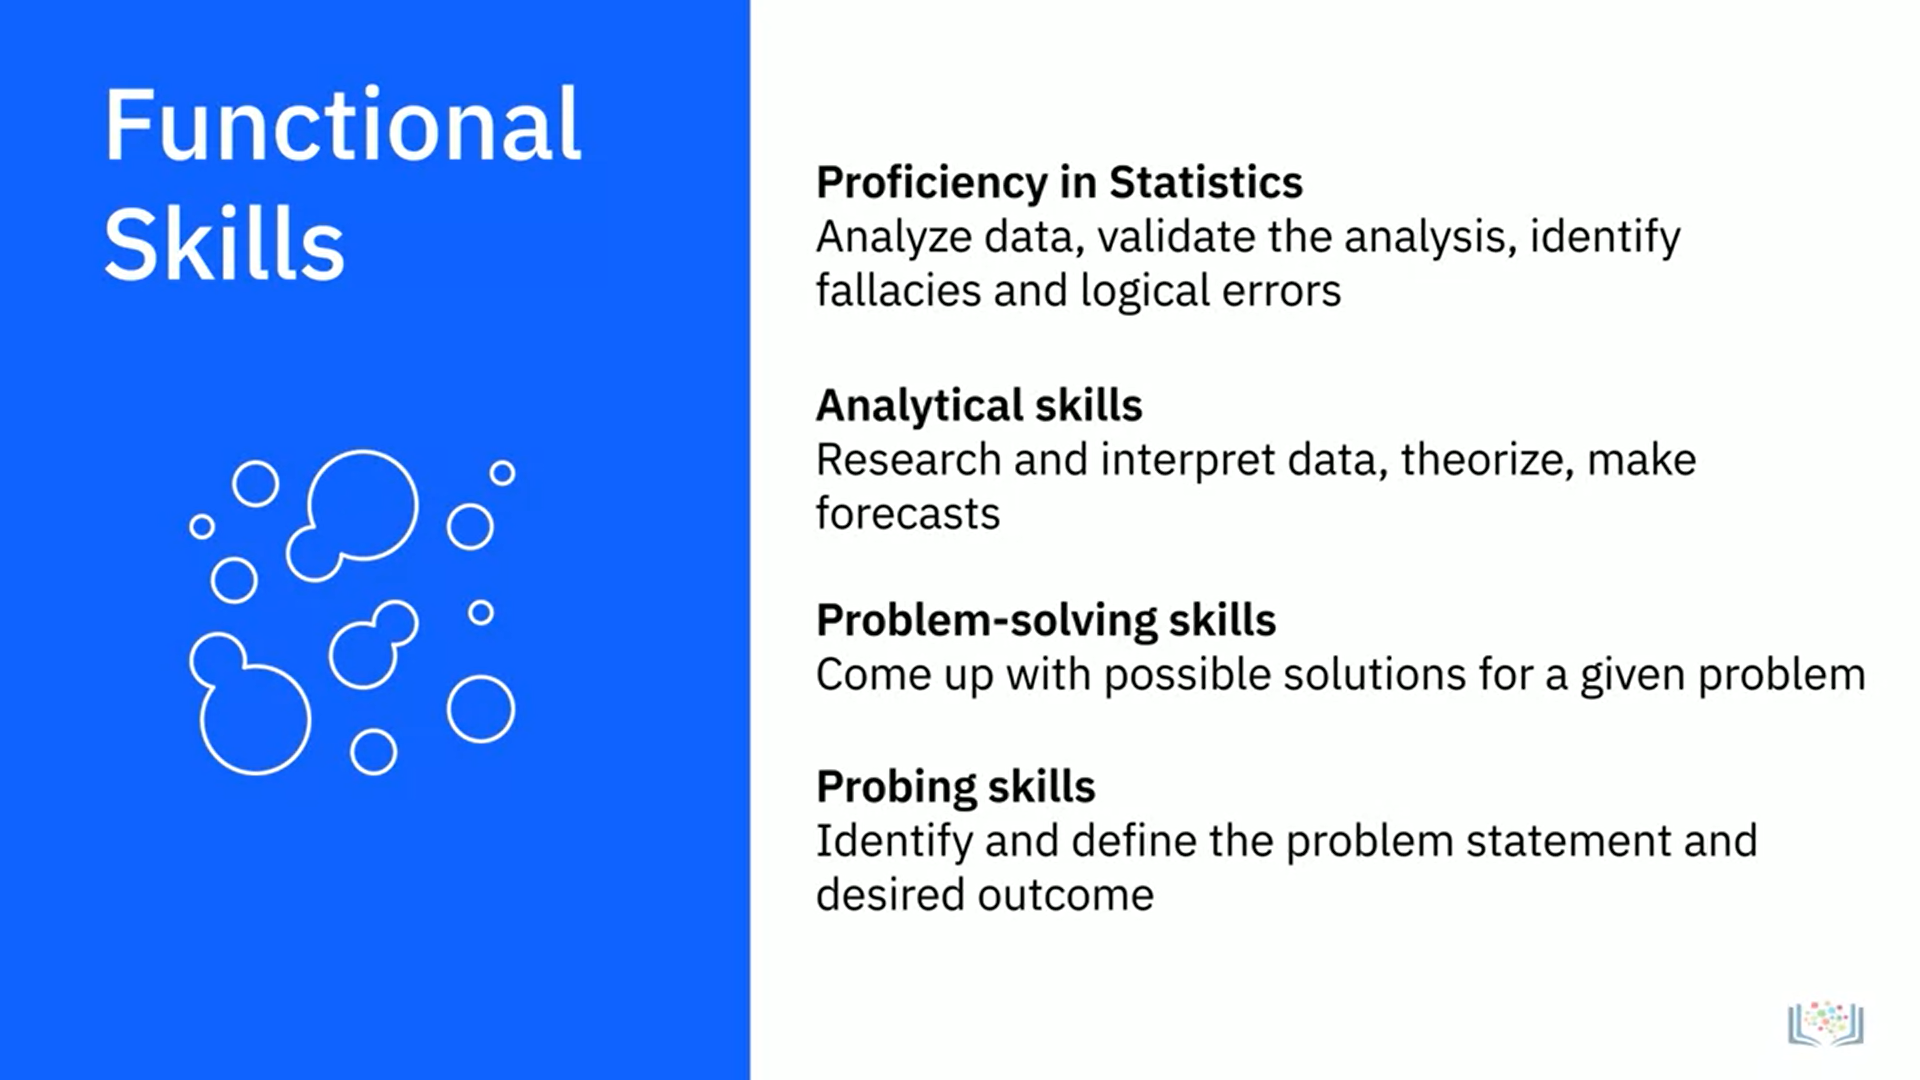 Functional
Skills
Proficiency in Statistics
Analyze data, validate the analysis, identify
fallacies and logical errors
Analytical skills
Research and interpret data, theorize, make
forecasts
Problem-solving skills
Come up with possible solutions for a given problem
Probing skills
Identify and define the problem statement and
desired outcome